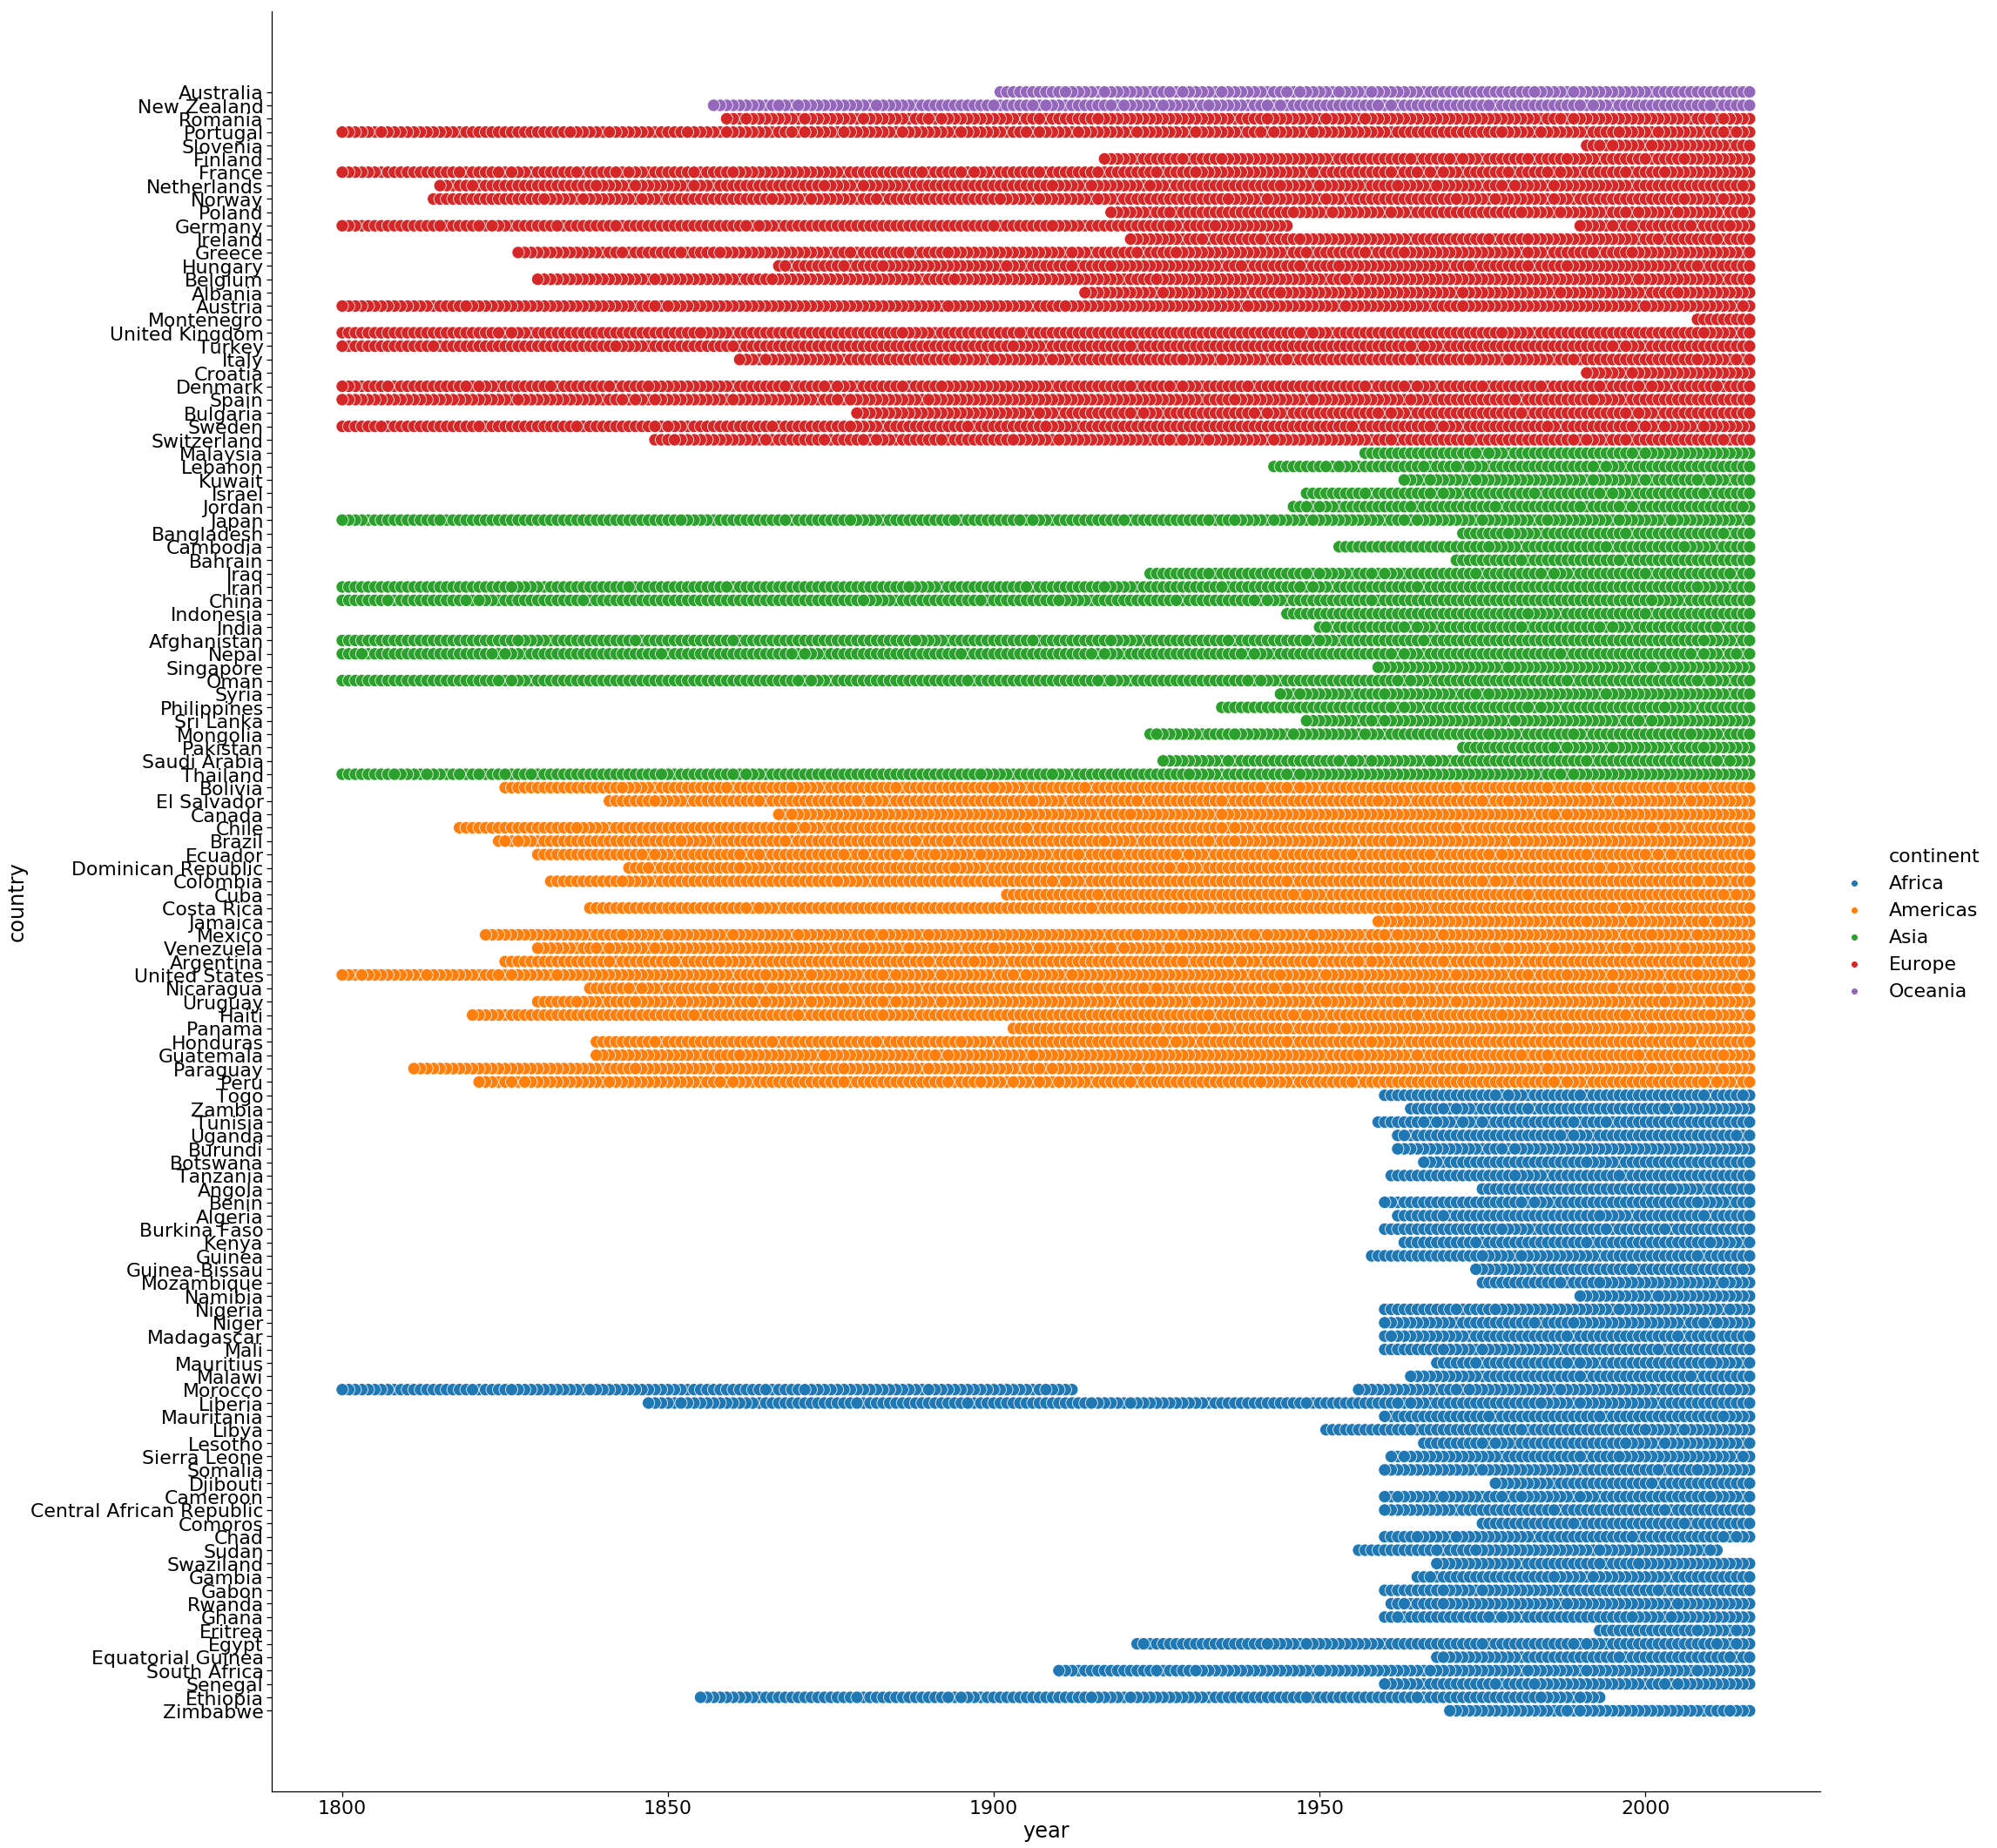 Australia
New Zealand
Romania
Portugal
Slovenia
Finland
France
Netherlands
Norway
Poland
Germany
Ireland
Greece
Hungary
Belgium
Albania
Austria
Montenegro
United Kingdom
Turkey
Italy
Croatia
Denmark
Spain
Bulgaria
Sweden
Switzerland
Malaysia
Lebanon
Kuwait
Israel
Jordan
Japan
Bangladesh
Cambodia
Bahrain
Iraq
Iran
China
Indonesia
India
Afghanistan
Nepal
Singapore
Oman
Syria
Philippines
Sri Lanka
Mongolia
Pakistan
Saudi Arabia
Thailand
Bolivia
El Salvador
Canada
Chile
Brazil
Ecuador
Dominican Republic
Colombia
Cuba
Costa Rica
Jamaica
Mexico
Venezuela
Argentina
United States
Nicaragua
Uruguay
Haiti
Panama
Honduras
Guatemala
Paraguay
Peru
Togo
Zambia
Tunisia
Uganda
Burundi
Botswana
Tanzania
Angola
Benin
Algeria
Burkina Faso
Kenya
Guinea
Guinea-Bissau
Mozambique
Namibia
Nigeria
Niger
Madagascar
Mali
Mauritius
Malawi
Morocco
Liberia
Mauritania
Libya
Lesotho
Sierra Leone
Somalia
Djibouti
Cameroon
Central African Republic
Comoros
Chad
Sudan
Swaziland
Gambia
Gabon
Rwanda
Ghana
Eritrea
Egypt
Equatorial Guinea
South Africa
Senegal
Ethiopia
Zimbabwe
country
1800 1850 1900 1950 2000
year
continent
Africa
Americas
Asia
Europe
Oceania